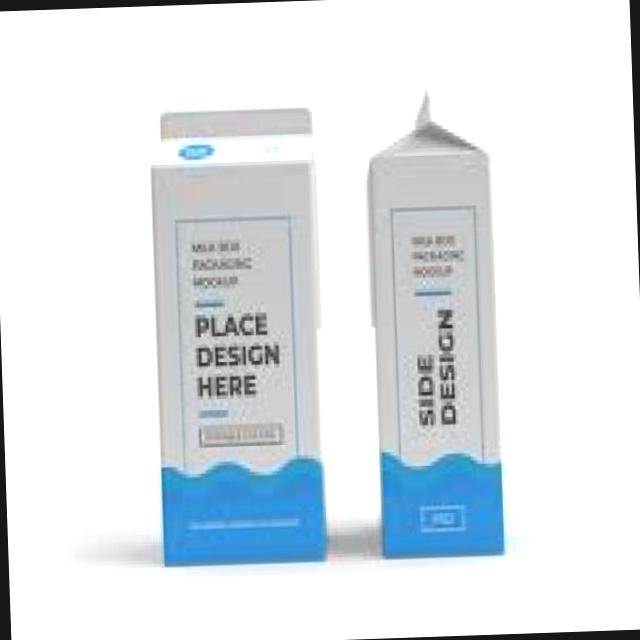 MILK BOX
PACKAGING
MOCKUP
PLACE
DESIGN
HERE
MILK BOX
PACKAGING
MOCKUP
SIDE
DESIGN